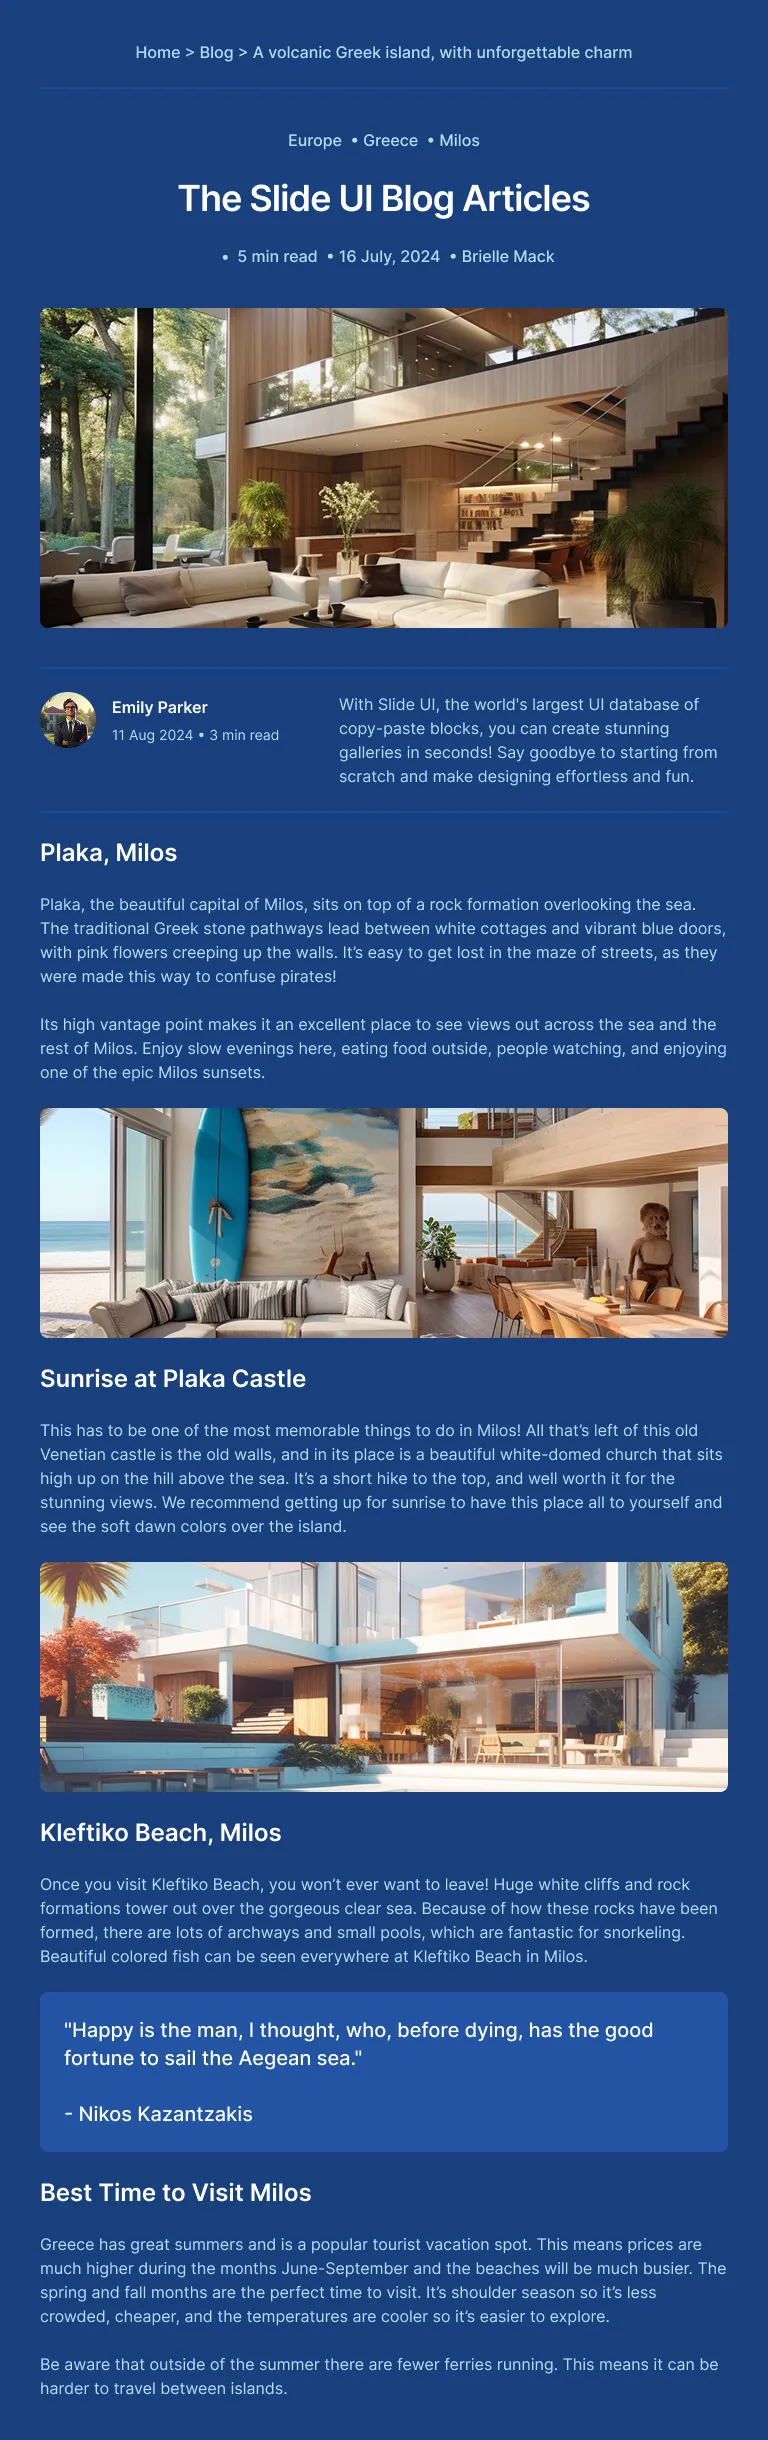 Home > Blog > A volcanic Greek island, with unforgettable charm
Europe • Greece • Milos
The Slide UI Blog Articles
• 5 min read • 16 July, 2024 • Brielle Mack
Emily Parker
11 Aug 2024 • 3 min read
With Slide UI, the world's largest UI database of
copy-paste blocks, you can create stunning
galleries in seconds! Say goodbye to starting from
scratch and make designing effortless and fun.
Plaka, Milos
Plaka, the beautiful capital of Milos, sits on top of a rock formation overlooking the sea.
The traditional Greek stone pathways lead between white cottages and vibrant blue doors,
with pink flowers creeping up the walls. It’s easy to get lost in the maze of streets, as they
were made this way to confuse pirates!
Its high vantage point makes it an excellent place to see views out across the sea and the
rest of Milos. Enjoy slow evenings here, eating food outside, people watching, and enjoying
one of the epic Milos sunsets.
Sunrise at Plaka Castle
This has to be one of the most memorable things to do in Milos! All that’s left of this old
Venetian castle is the old walls, and in its place is a beautiful white-domed church that sits
high up on the hill above the sea. It’s a short hike to the top, and well worth it for the
stunning views. We recommend getting up for sunrise to have this place all to yourself and
see the soft dawn colors over the island.
Kleftiko Beach, Milos
Once you visit Kleftiko Beach, you won’t ever want to leave! Huge white cliffs and rock
formations tower out over the gorgeous clear sea. Because of how these rocks have been
formed, there are lots of archways and small pools, which are fantastic for snorkeling.
Beautiful colored fish can be seen everywhere at Kleftiko Beach in Milos.
"Happy is the man, I thought, who, before dying, has the good
fortune to sail the Aegean sea."
- Nikos Kazantzakis
Best Time to Visit Milos
Greece has great summers and is a popular tourist vacation spot. This means prices are
much higher during the months June-September and the beaches will be much busier. The
spring and fall months are the perfect time to visit. It’s shoulder season so it’s less
crowded, cheaper, and the temperatures are cooler so it’s easier to explore.
Be aware that outside of the summer there are fewer ferries running. This means it can be
harder to travel between islands.